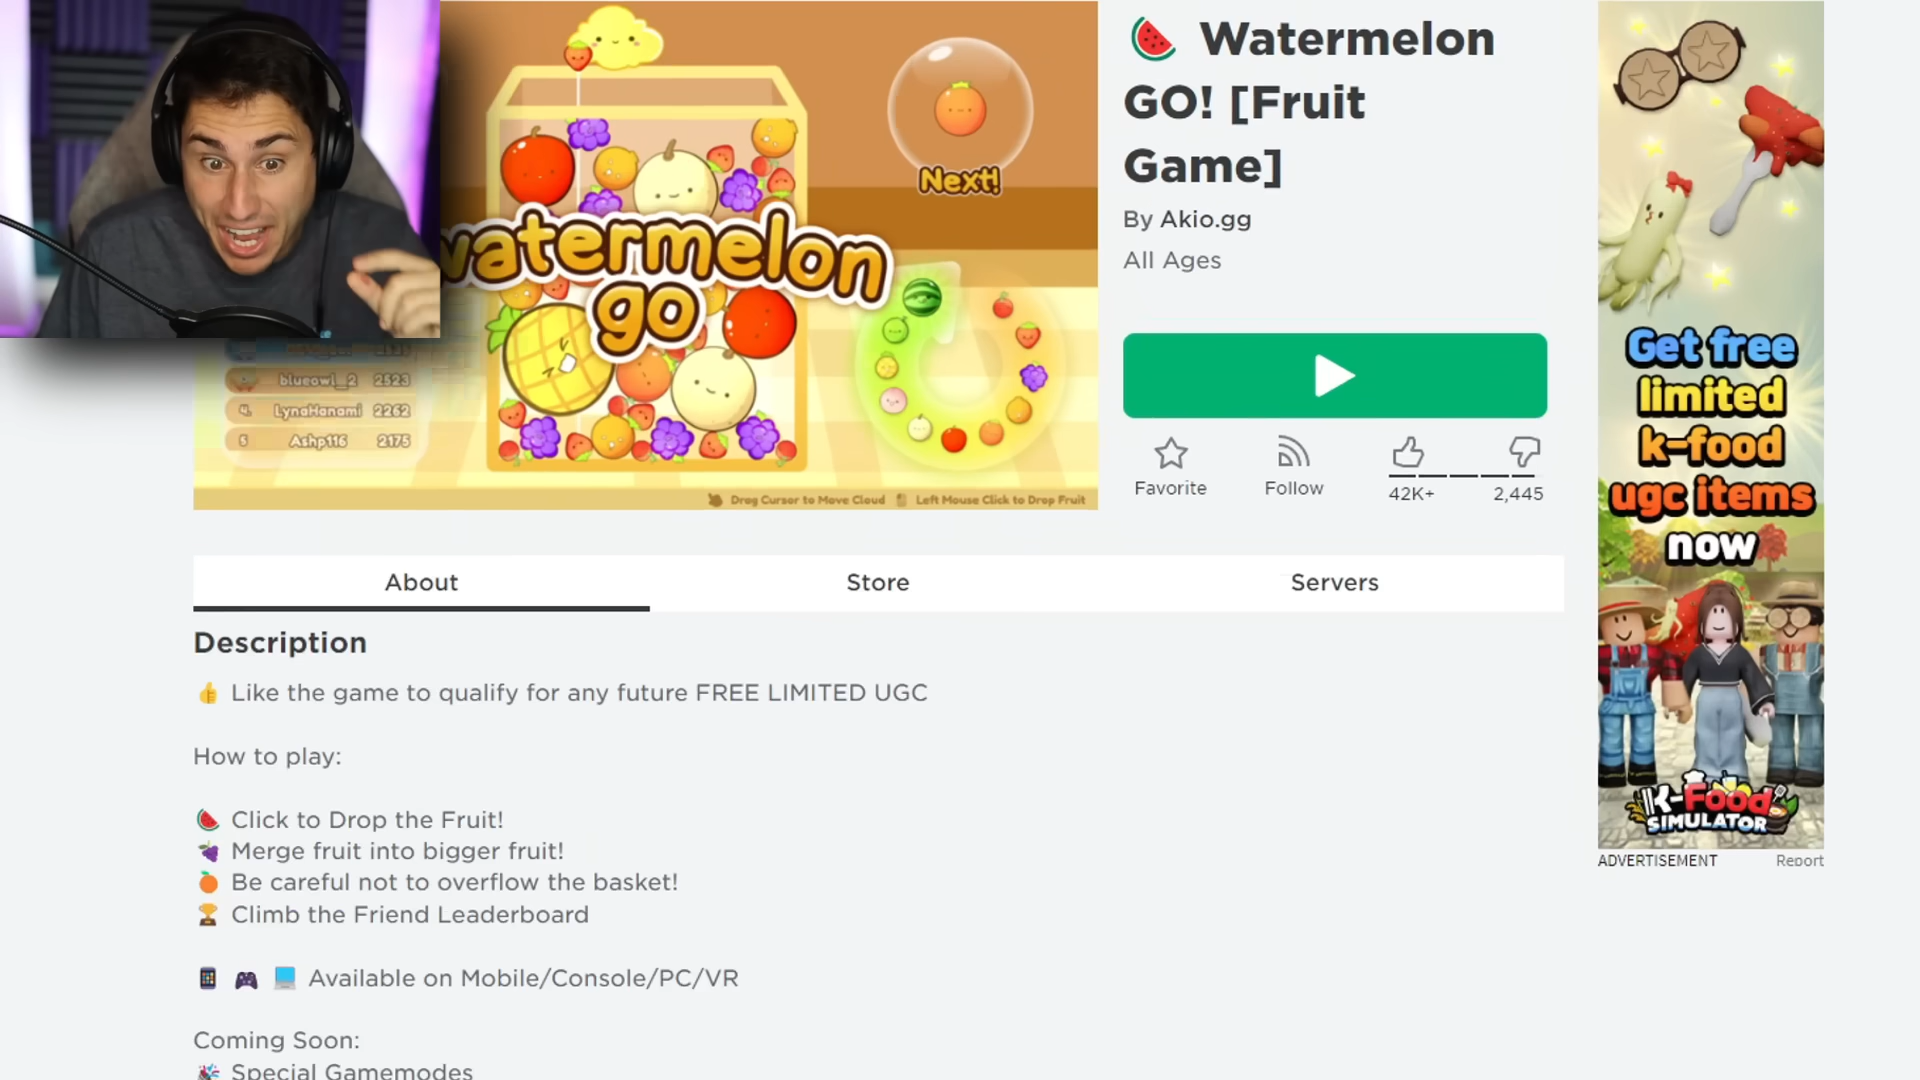 Next!
watermelon
go
blueowl_2 2523
4. LynaHanami 2262
5 Ashp116 2175
Drag Cursor to Move Cloud Left Mouse Click to Drop Fruit
Watermelon
GO! [Fruit
Game]
By Akio.gg
All Ages
Favorite
Follow
42K+
2,445
About
Store
Servers
Description
👍 Like the game to qualify for any future FREE LIMITED UGC
How to play:
🍉 Click to Drop the Fruit!
🍇 Merge fruit into bigger fruit!
🍊 Be careful not to overflow the basket!
🏆 Climb the Friend Leaderboard
📱 🎮 💻 Available on Mobile/Console/PC/VR
Coming Soon:
🎉 Special Gamemodes
Get free
limited
k-food
ugc items
now
K-Food
SIMULATOR
ADVERTISEMENT
Report